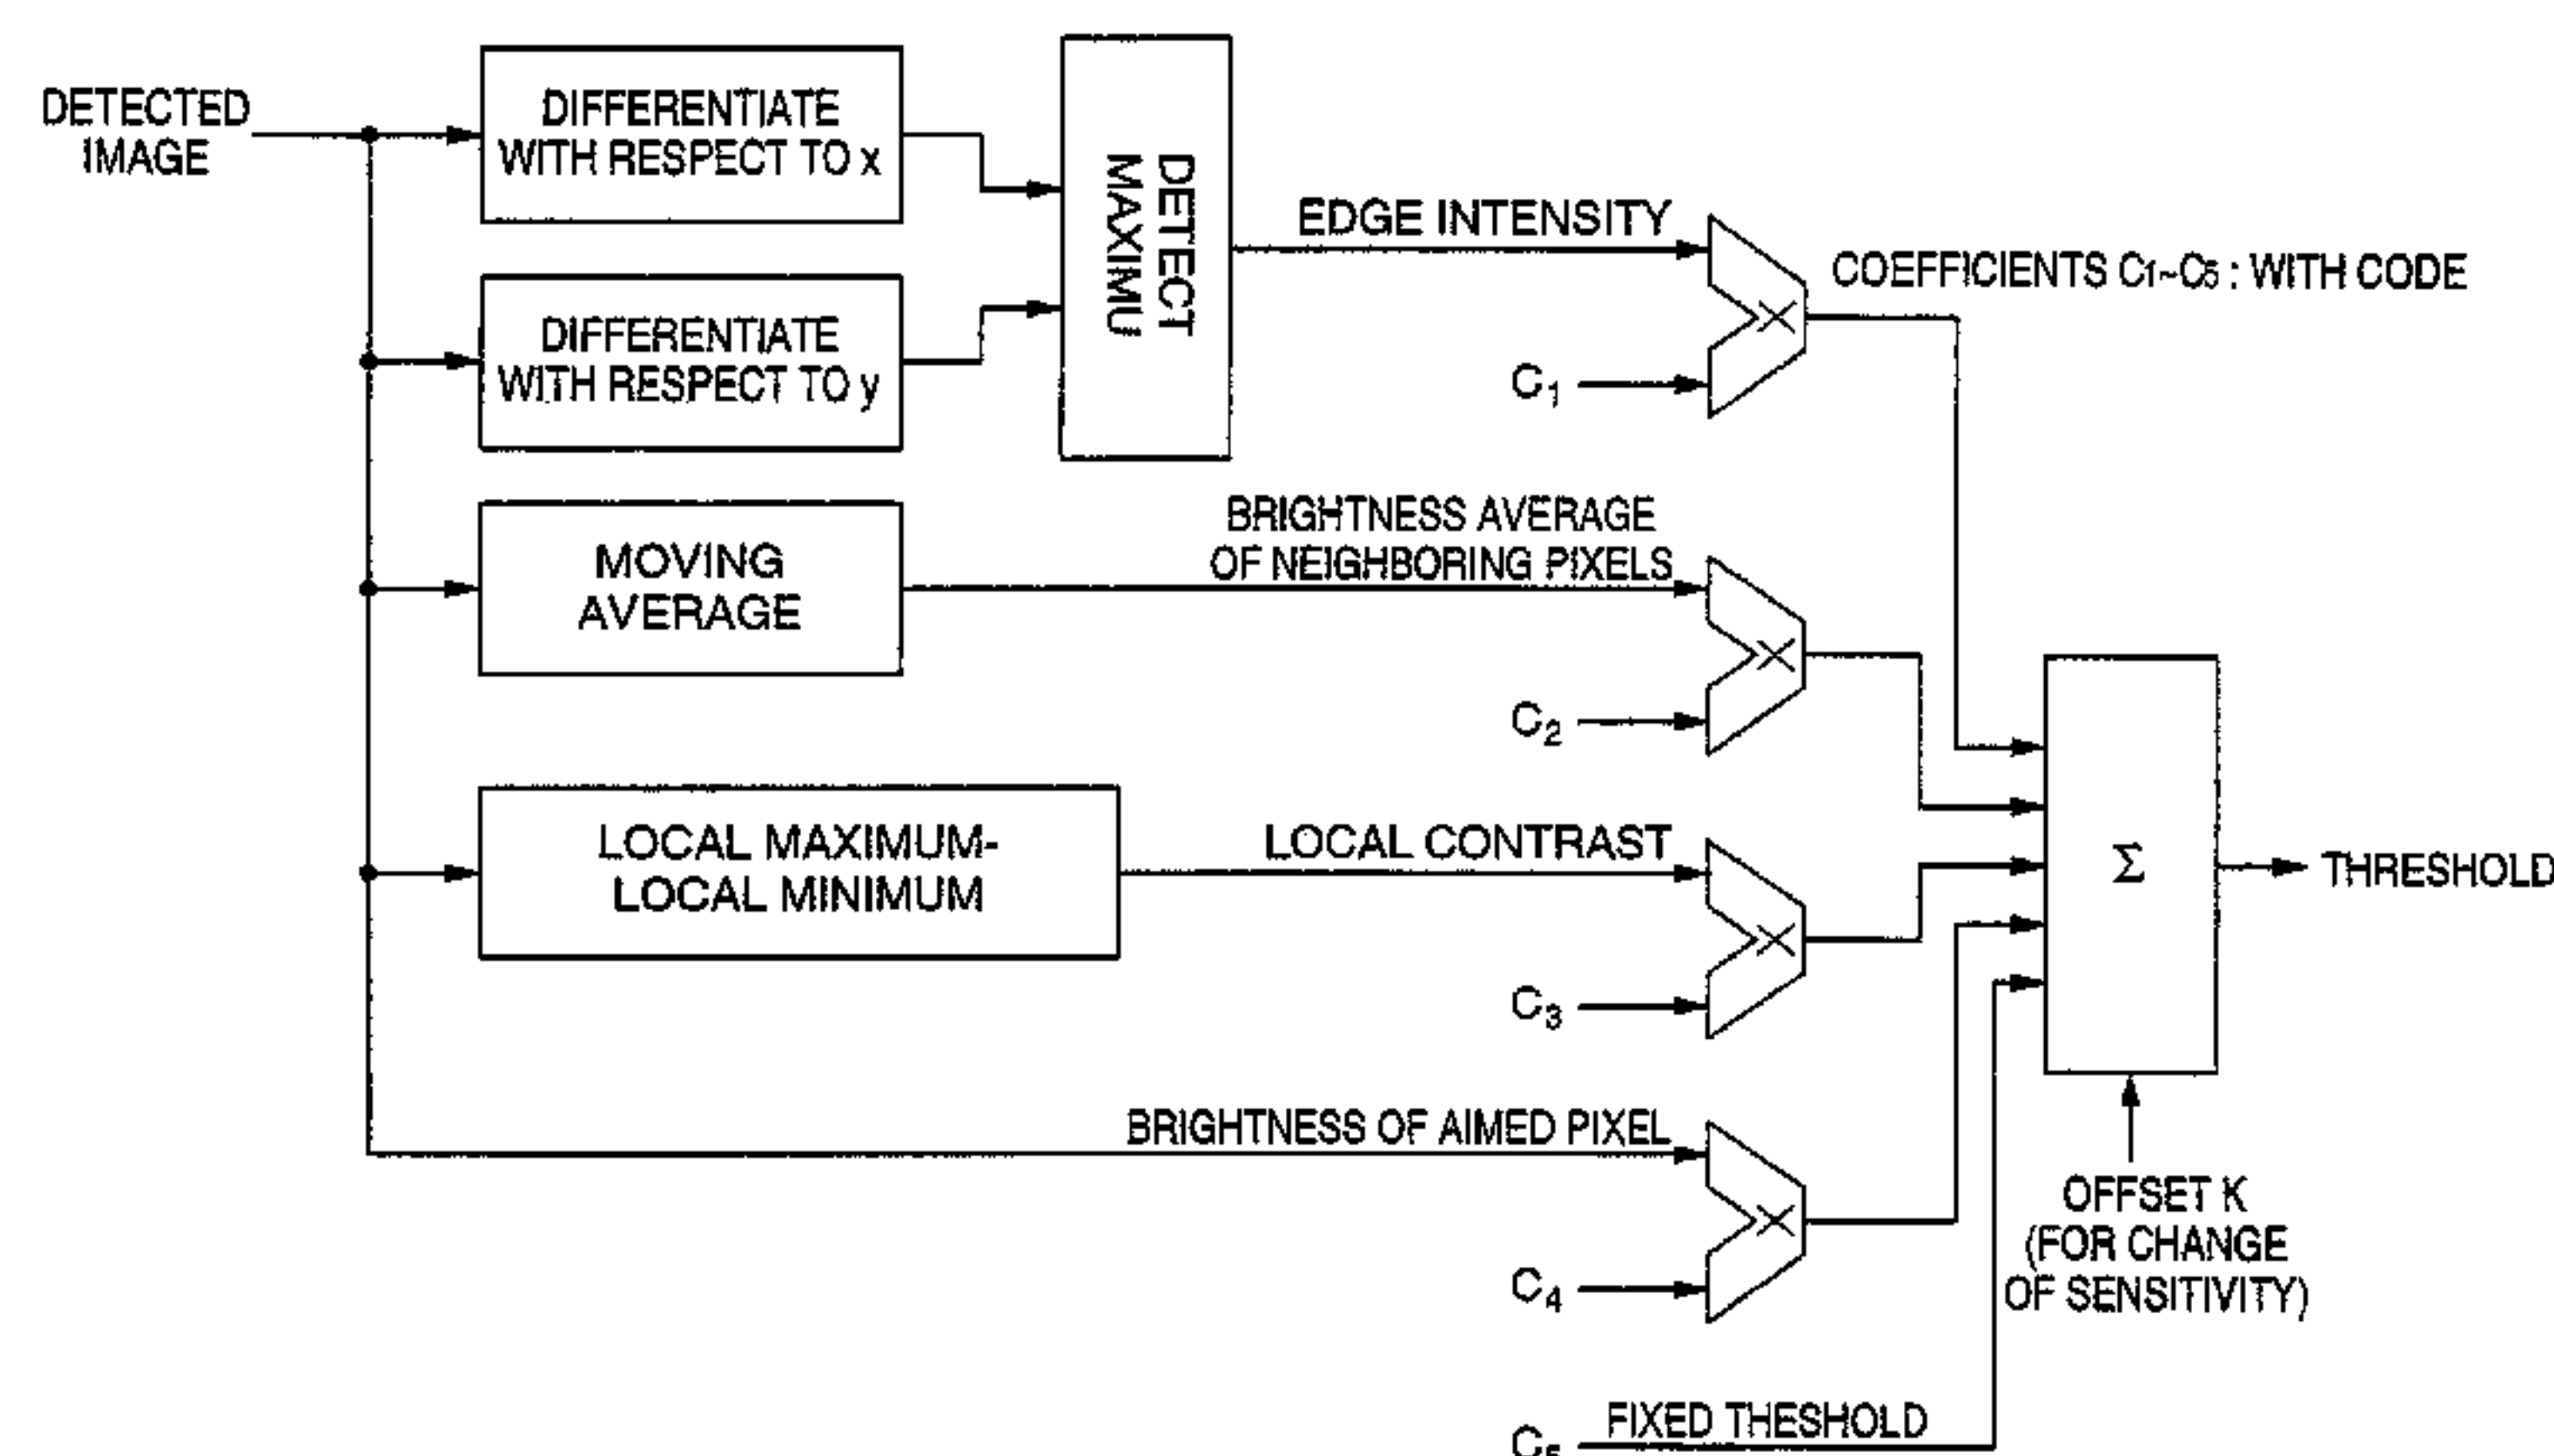 DETECTED
IMAGE
DIFFERENTIATE
WITH RESPECT TO x
DETECT
MAXIMU
DIFFERENTIATE
WITH RESPECT TO y
EDGE INTENSITY
COEFFICIENTS C1~C5 : WITH CODE
C1
MOVING
AVERAGE
BRIGHTNESS AVERAGE
OF NEIGHBORING PIXELS
C2
LOCAL MAXIMUM-
LOCAL MINIMUM
LOCAL CONTRAST
C3
Σ
THRESHOLD
BRIGHTNESS OF AIMED PIXEL
C4
OFFSET K
(FOR CHANGE
OF SENSITIVITY)
C5
FIXED THESHOLD